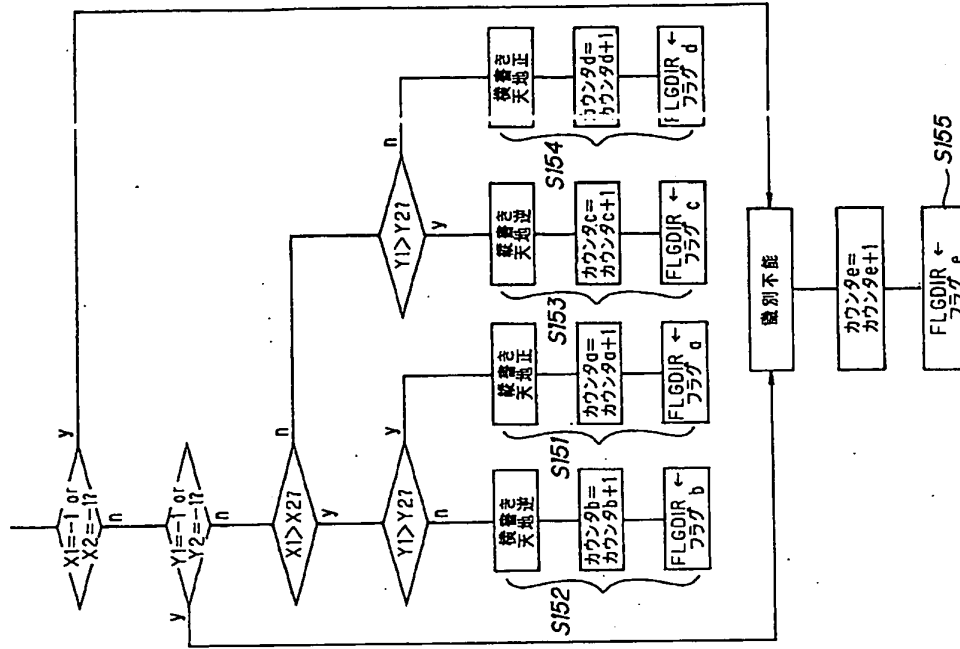 X1=-1 or
X2=-1?
y
n
Y1=-1 or
Y2=-1?
y
n
X1>X2?
n
y
Y1>Y2?
y
n
Y1>Y2?
n
y
横書き
天地逆
カウンタb=
カウンタb+1
FLGDIR ←
フラグ b
S152
縦書き
天地正
カウンタa=
カウンタa+1
FLGDIR ←
フラグ a
S151
縦書き
天地逆
カウンタc=
カウンタc+1
FLGDIR ←
フラグ c
S153
横書き
天地正
カウンタd=
カウンタd+1
FLGDIR ←
フラグ d
S154
識別不能
カウンタe=
カウンタe+1
FLGDIR ←
フラグ e
S155